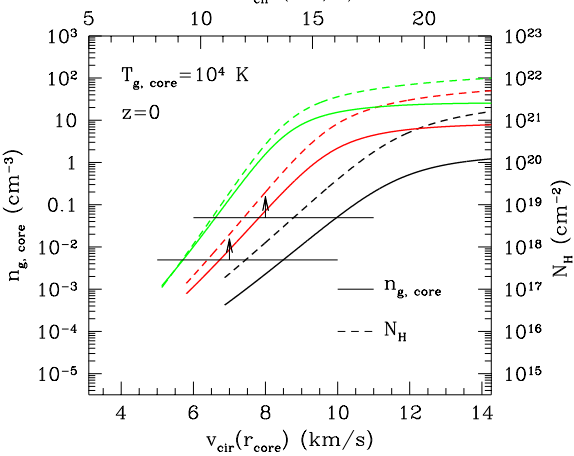 5 10 15 20
10³ 10²³
10² 10²²
10 10²¹
1 10²⁰
0.1 10¹⁹
10⁻² 10¹⁸
10⁻³ 10¹⁷
10⁻⁴ 10¹⁶
10⁻⁵ 10¹⁵
T_g, core=10⁴ K
z=0
n_g, core (cm⁻³)
N_H (cm⁻²)
n_g, core
N_H
4 6 8 10 12 14
v_cir(r_core) (km/s)